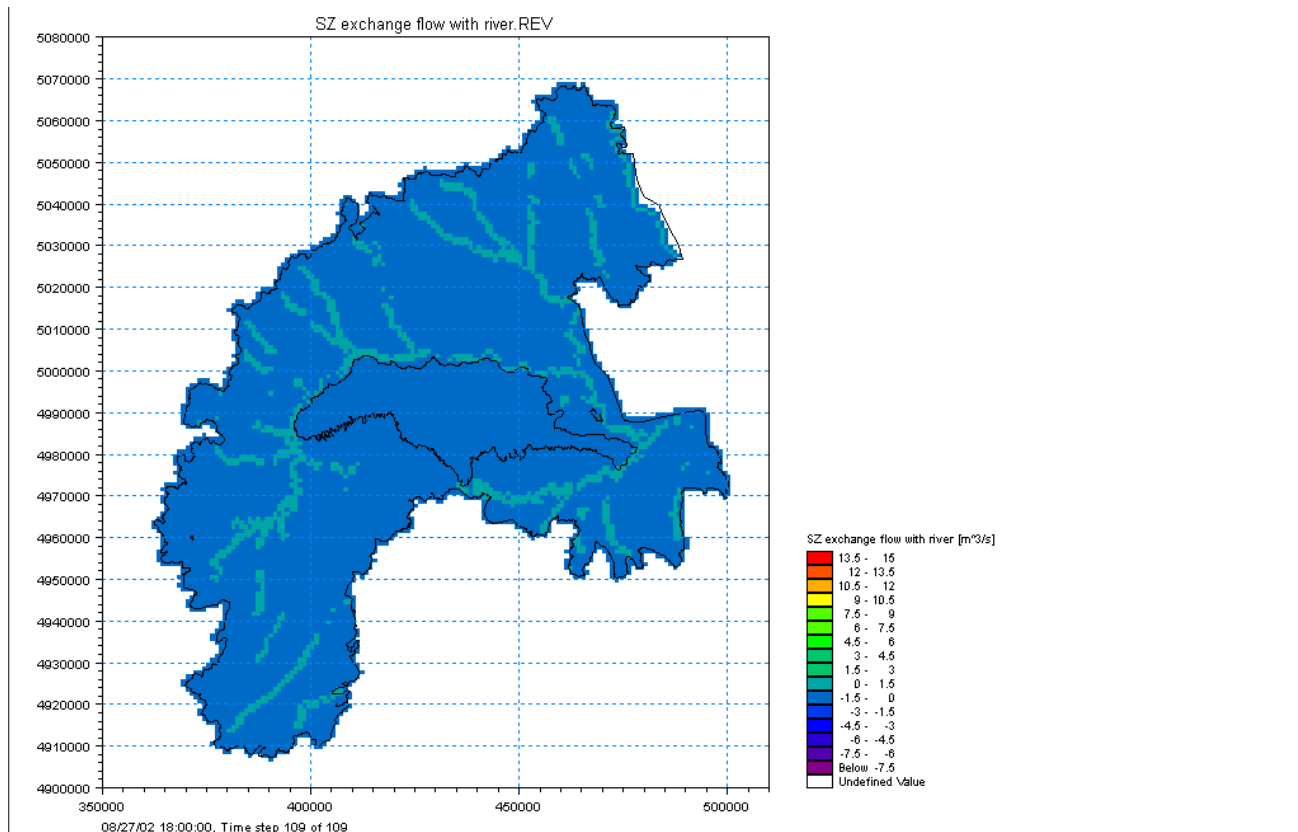 SZ exchange flow with river.REV
5080000
5070000
5060000
5050000
5040000
5030000
5020000
5010000
5000000
4990000
4980000
4970000
4960000
4950000
4940000
4930000
4920000
4910000
4900000
350000 400000 450000 500000
08/27/02 18:00:00, Time step 109 of 109
SZ exchange flow with river [m^3/s]
13.5 - 15
12 - 13.5
10.5 - 12
9 - 10.5
7.5 - 9
6 - 7.5
4.5 - 6
3 - 4.5
1.5 - 3
0 - 1.5
-1.5 - 0
-3 - -1.5
-4.5 - -3
-6 - -4.5
-7.5 - -6
Below -7.5
Undefined Value